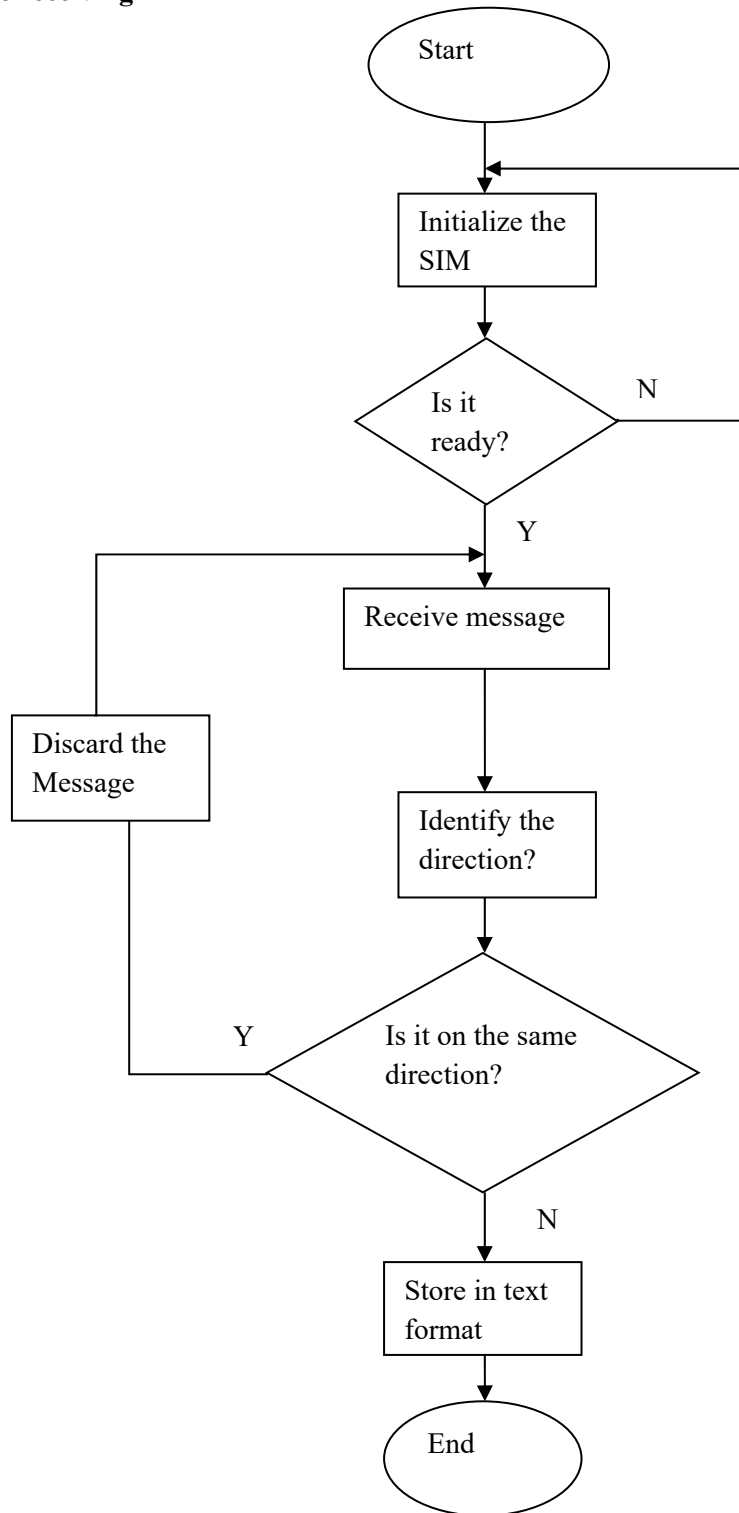 Start
Initialize the
SIM
Is it
ready?
N
Y
Receive message
Discard the
Message
Identify the
direction?
Y
Is it on the same
direction?
N
Store in text
format
End